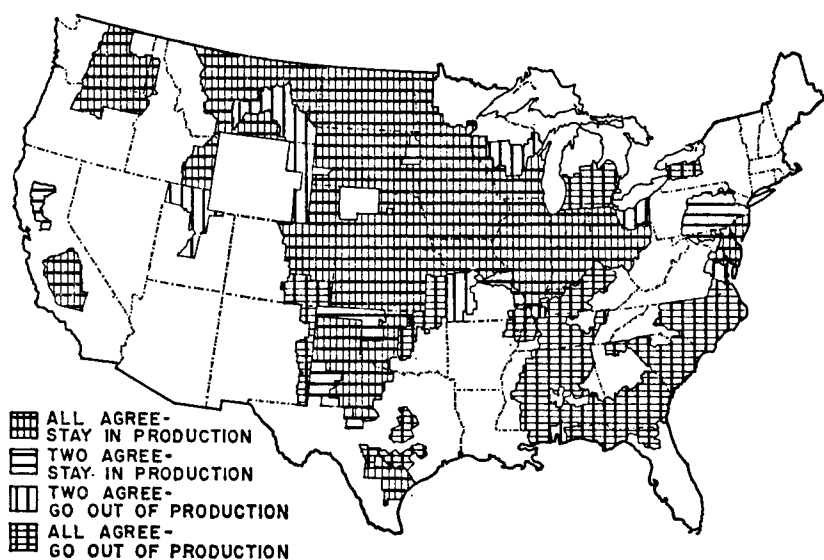 ALL AGREE-
STAY IN PRODUCTION
TWO AGREE-
STAY IN PRODUCTION
TWO AGREE-
GO OUT OF PRODUCTION
ALL AGREE-
GO OUT OF PRODUCTION